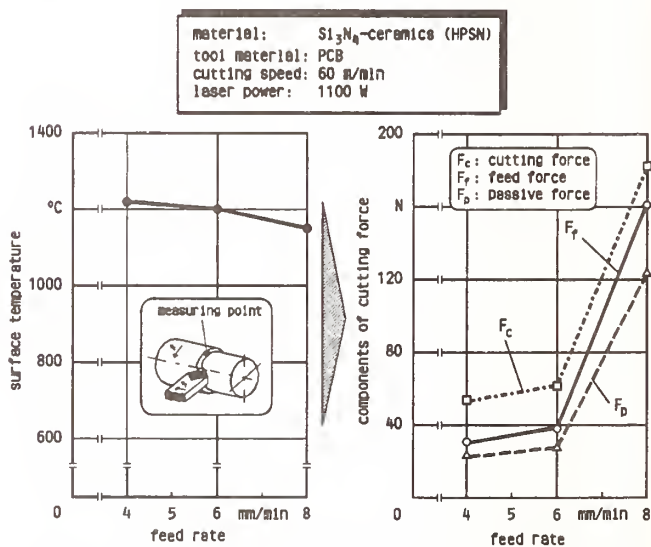 material: Si₃N₄-ceramics (HPSN)
tool material: PCB
cutting speed: 60 m/min
laser power: 1100 W
1400
°C
1000
800
600
0
surface temperature
measuring point
4 5 6 mm/min 8
feed rate
200
N
120
80
40
0
components of cutting force
Fc: cutting force
Ff: feed force
Fp: passive force
Ff
Fc
Fp
4 5 6 mm/min 8
feed rate